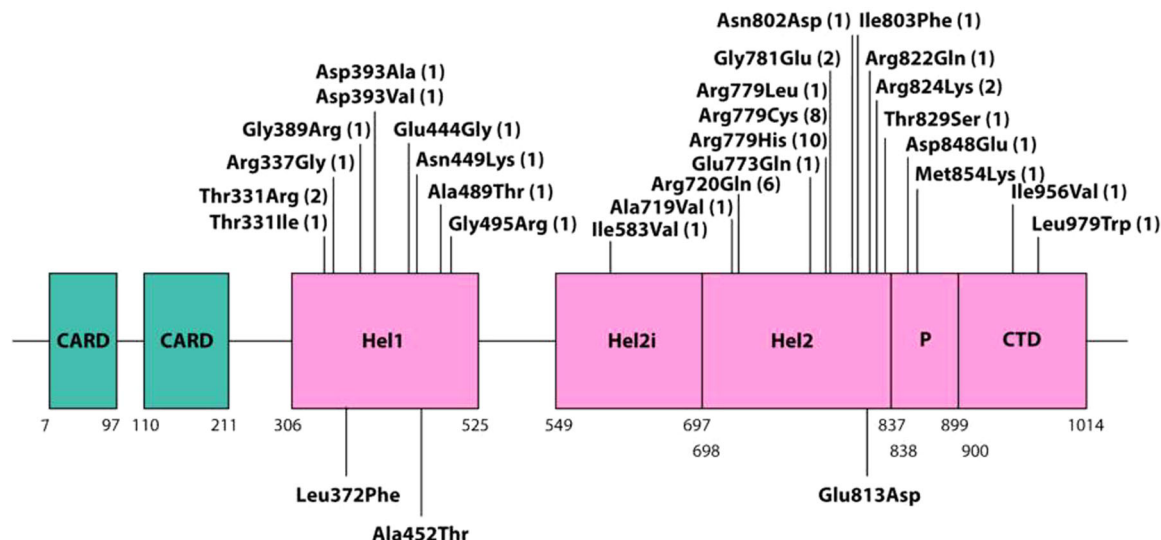 Asn802Asp (1) Ile803Phe (1)
Gly781Glu (2) Arg822Gln (1)
Asp393Ala (1)
Arg779Leu (1) Arg824Lys (2)
Asp393Val (1)
Arg779Cys (8) Thr829Ser (1)
Gly389Arg (1) Glu444Gly (1)
Arg779His (10) Asp848Glu (1)
Arg337Gly (1) Asn449Lys (1)
Glu773Gln (1) Met854Lys (1)
Thr331Arg (2) Ala489Thr (1)
Arg720Gln (6) Ile956Val (1)
Ala719Val (1)
Thr331Ile (1) Gly495Arg (1)
Ile583Val (1) Leu979Trp (1)
CARD CARD Hel1 Hel2i Hel2 P CTD
7 97 110 211 306 525 549 697 837 899 1014
698 838 900
Leu372Phe Glu813Asp
Ala452Thr